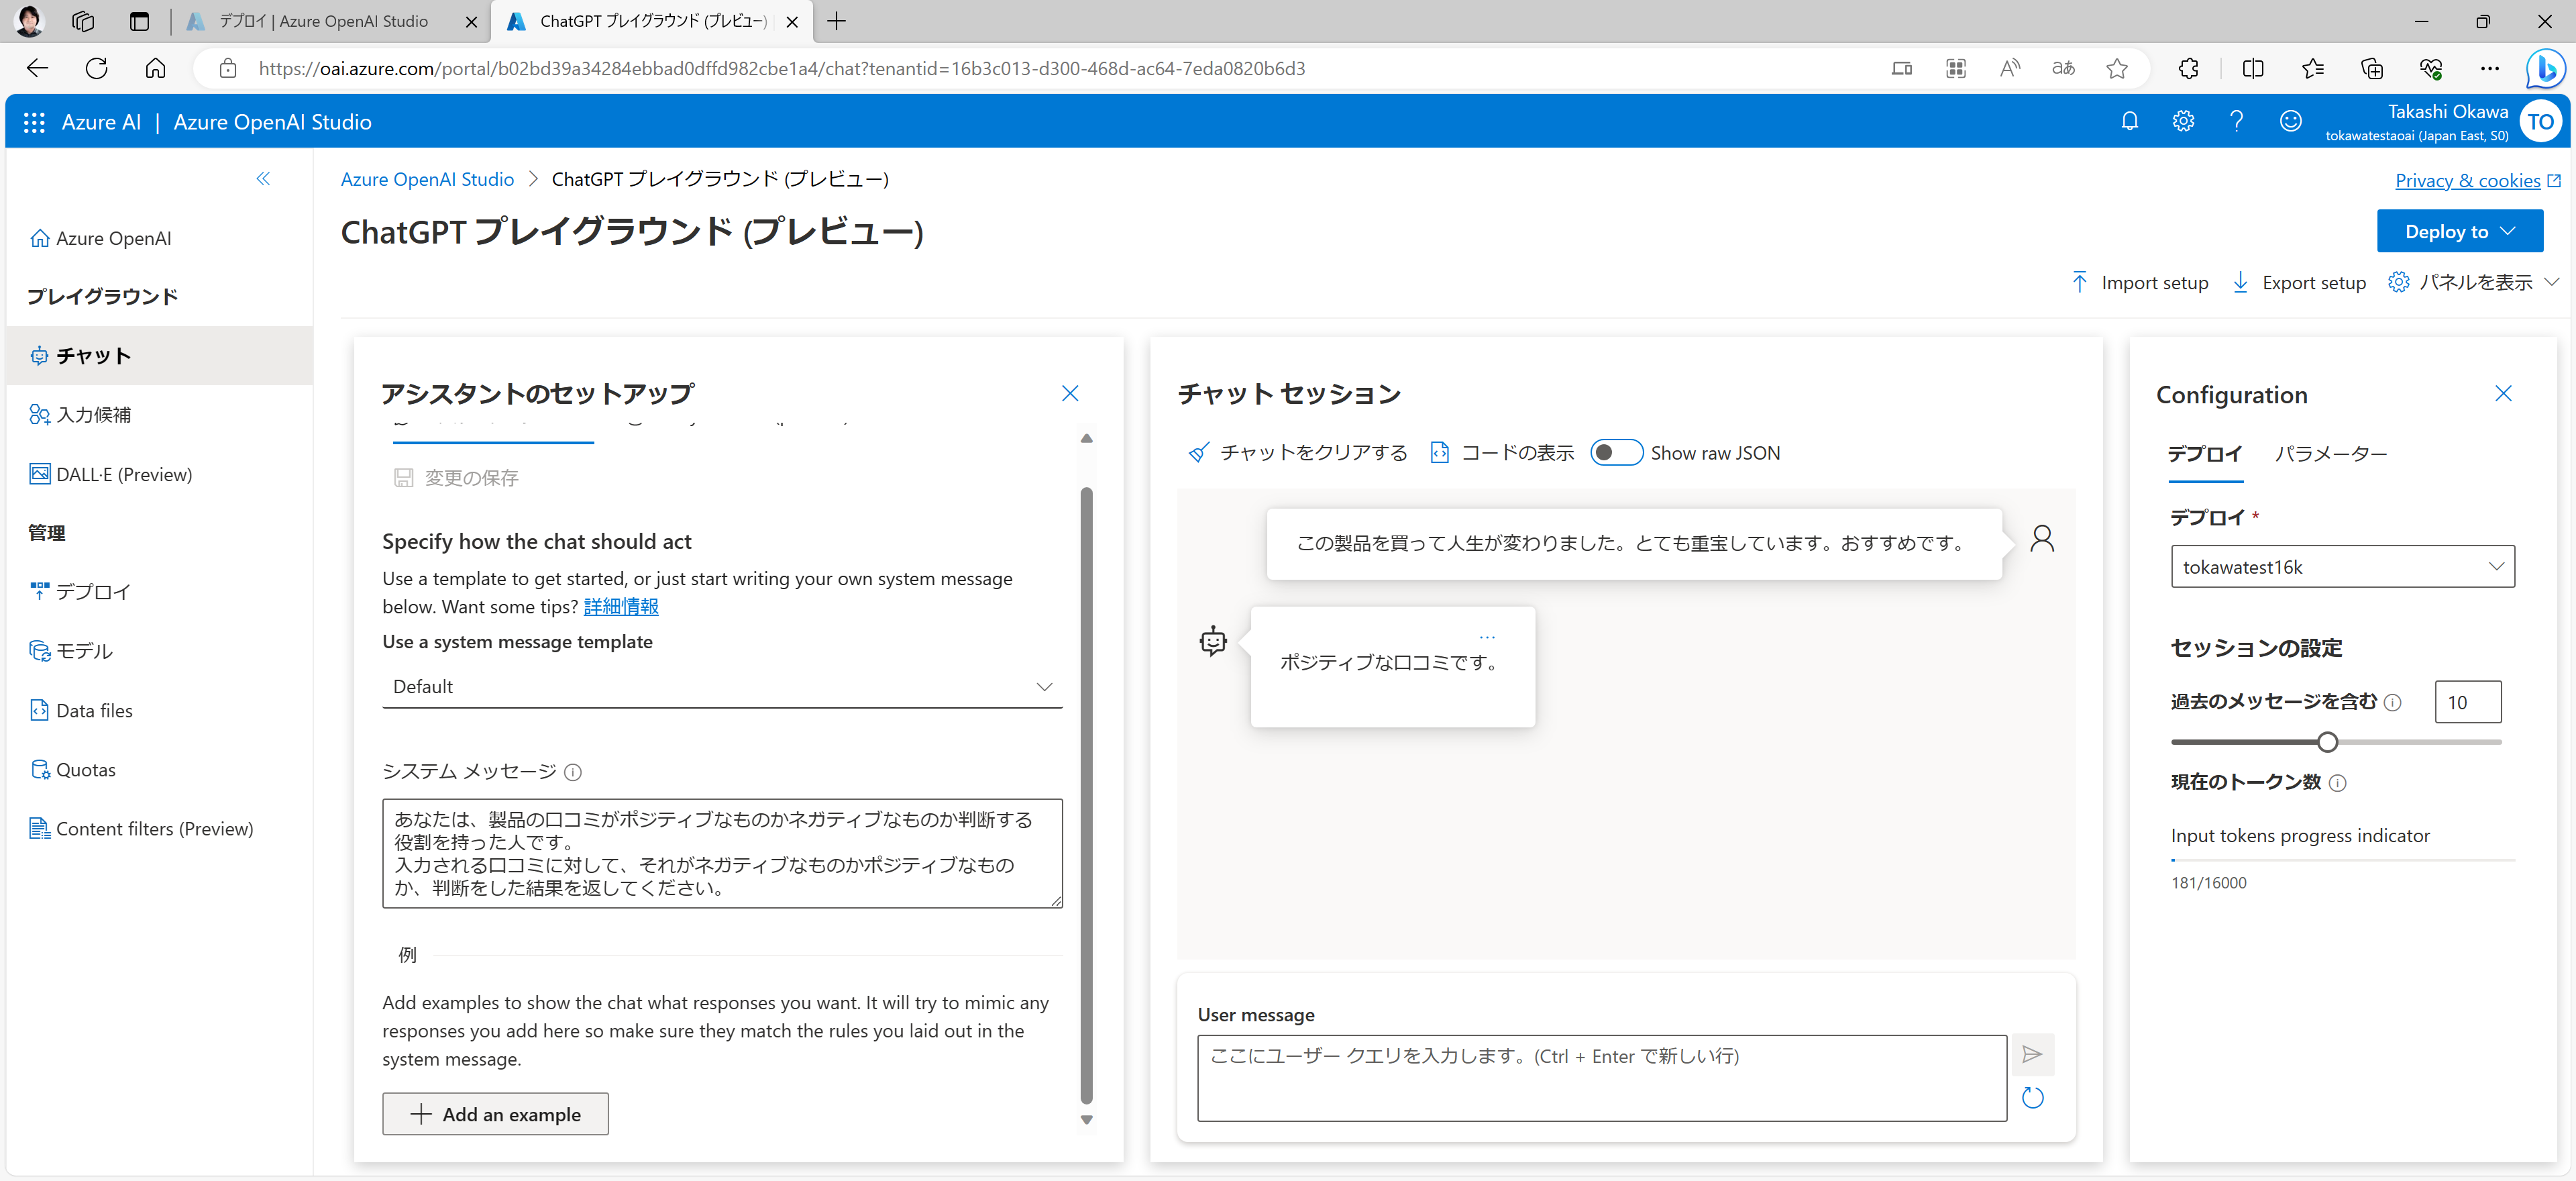 デプロイ | Azure OpenAI Studio
ChatGPT プレイグラウンド (プレビュー)
https://oai.azure.com/portal/b02bd39a34284ebbad0dffd982cbe1a4/chat?tenantid=16b3c013-d300-468d-ac64-7eda0820b6d3
Azure AI | Azure OpenAI Studio
Takashi Okawa
tokawatestaoai (Japan East, S0)
TO
Azure OpenAI Studio > ChatGPT プレイグラウンド (プレビュー)
Privacy & cookies
ChatGPT プレイグラウンド (プレビュー)
Deploy to
Import setup
Export setup
パネルを表示
Azure OpenAI
プレイグラウンド
チャット
入力候補
DALL·E (Preview)
管理
デプロイ
モデル
Data files
Quotas
Content filters (Preview)
アシスタントのセットアップ
変更の保存
Specify how the chat should act
Use a template to get started, or just start writing your own system message
below. Want some tips? 詳細情報
Use a system message template
Default
システム メッセージ
あなたは、製品の口コミがポジティブなものかネガティブなものか判断する
役割を持った人です。
入力される口コミに対して、それがネガティブなものかポジティブなもの
か、判断をした結果を返してください。
例
Add examples to show the chat what responses you want. It will try to mimic any
responses you add here so make sure they match the rules you laid out in the
system message.
Add an example
チャット セッション
チャットをクリアする
コードの表示
Show raw JSON
この製品を買って人生が変わりました。とても重宝しています。おすすめです。
...
ポジティブな口コミです。
User message
ここにユーザー クエリを入力します。(Ctrl + Enter で新しい行)
Configuration
デプロイ
パラメーター
デプロイ *
tokawatest16k
セッションの設定
過去のメッセージを含む
10
現在のトークン数
Input tokens progress indicator
181/16000